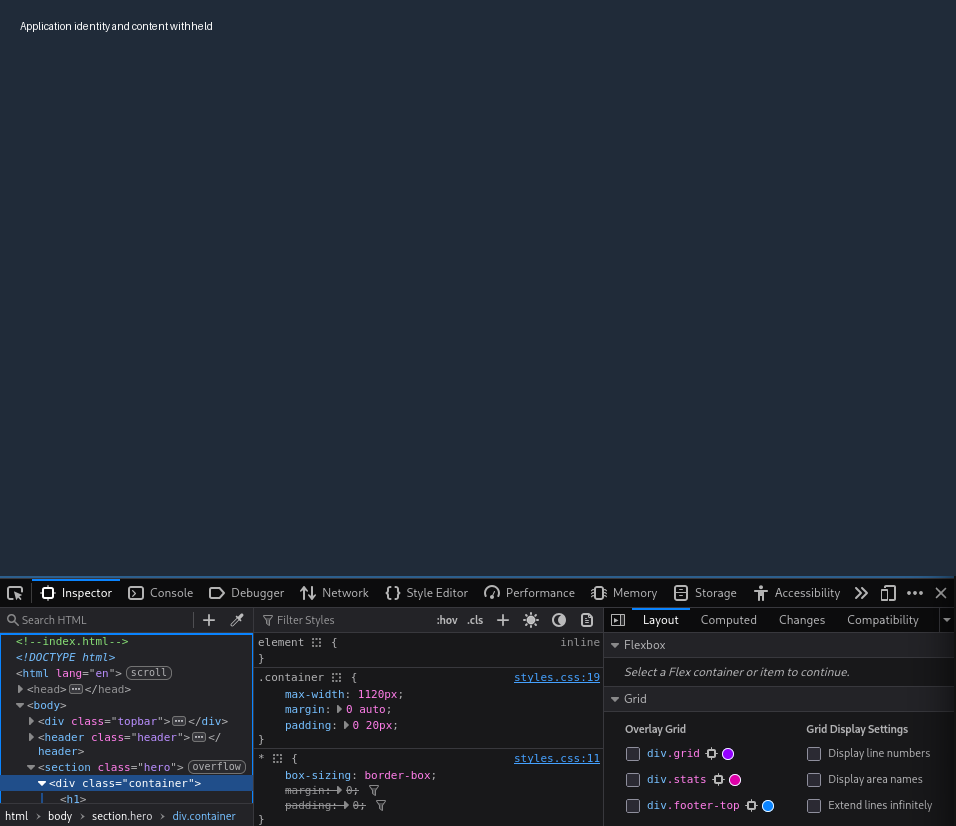 Application identity and content withheld
Inspector Console Debugger Network Style Editor Performance Memory Storage Accessibility
Search HTML
<!--index.html-->
<!DOCTYPE html>
<html lang="en"> scroll
<head></head>
<body>
<div class="topbar"></div>
<header class="header"></
header>
<section class="hero"> overflow
<div class="container">
<h1>
html > body > section.hero > div.container
Filter Styles :hov .cls
element { inline
}
.container { styles.css:19
max-width: 1120px;
margin: 0 auto;
padding: 0 20px;
}
* { styles.css:11
box-sizing: border-box;
margin: 0;
padding: 0;
}
Layout Computed Changes Compatibility
Flexbox
Select a Flex container or item to continue.
Grid
Overlay Grid Grid Display Settings
div.grid Display line numbers
div.stats Display area names
div.footer-top Extend lines infinitely